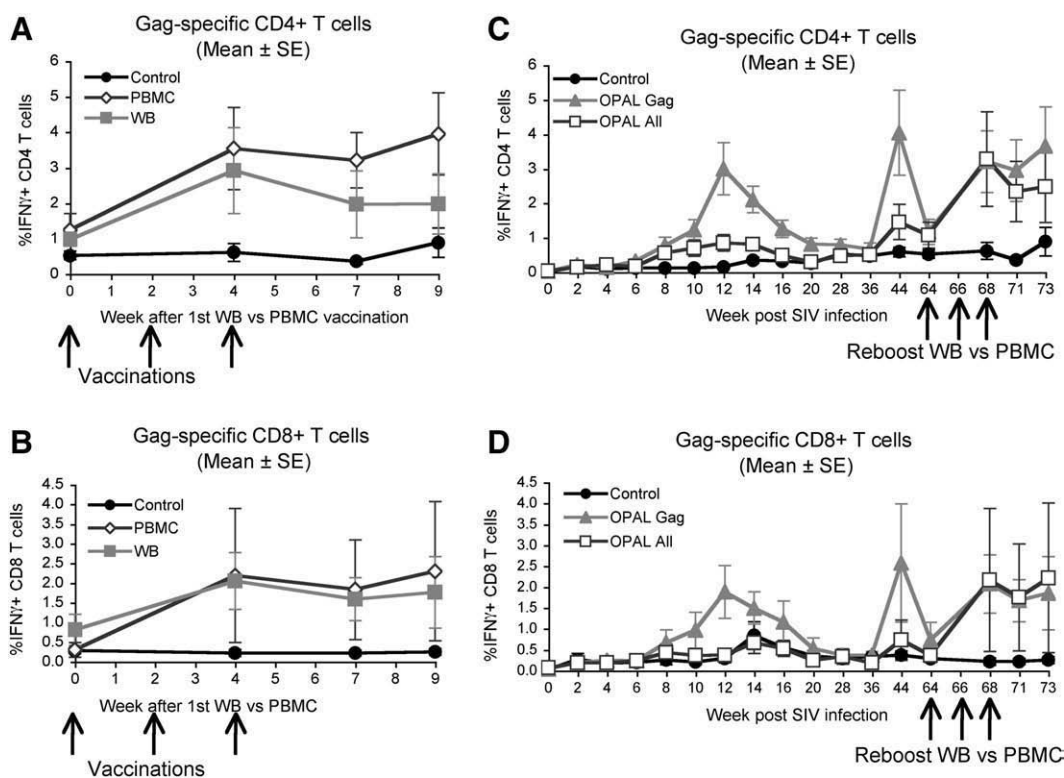 A
Gag-specific CD4+ T cells
(Mean ± SE)
%IFNγ+ CD4 T cells
6
5
4
3
2
1
0
Control
PBMC
WB
0 1 2 3 4 5 6 7 8 9
Week after 1st WB vs PBMC vaccination
Vaccinations
C
Gag-specific CD4+ T cells
(Mean ± SE)
%IFNγ+ CD4 T cells
6
5
4
3
2
1
0
Control
OPAL Gag
OPAL All
0 2 4 6 8 10 12 14 16 20 28 36 44 64 66 68 71 73
Week post SIV infection
Reboost WB vs PBMC
B
Gag-specific CD8+ T cells
(Mean ± SE)
%IFNγ+ CD8 T cells
4.5
4.0
3.5
3.0
2.5
2.0
1.5
1.0
0.5
0.0
Control
PBMC
WB
0 1 2 3 4 5 6 7 8 9
Week after 1st WB vs PBMC
Vaccinations
D
Gag-specific CD8+ T cells
(Mean ± SE)
%IFNγ+ CD8 T cells
4.5
4.0
3.5
3.0
2.5
2.0
1.5
1.0
0.5
0.0
Control
OPAL Gag
OPAL All
0 2 4 6 8 10 12 14 16 20 28 36 44 64 66 68 71 73
Week post SIV infection
Reboost WB vs PBMC